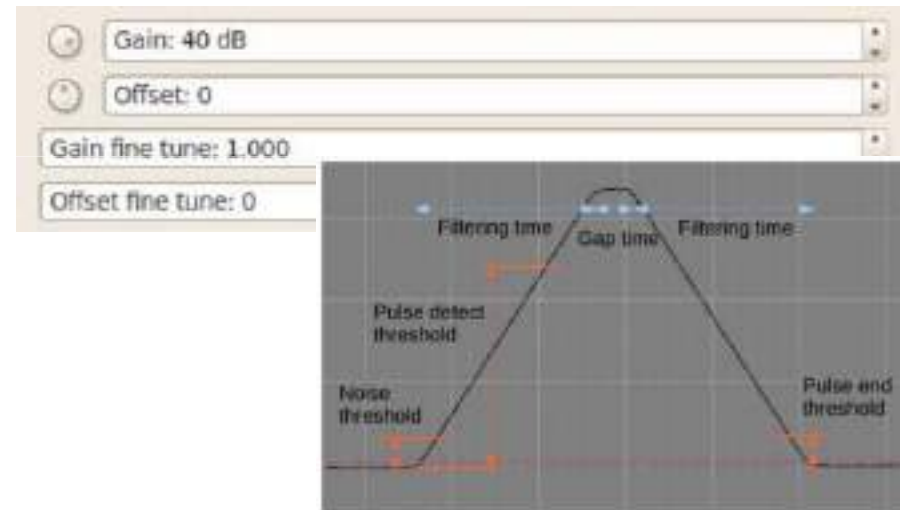 Gain: 40 dB
Offset: 0
Gain fine tune: 1.000
Offset fine tune: 0
Filtering time
Gap time
Filtering time
Pulse detect
threshold
Noise
threshold
Pulse end
threshold